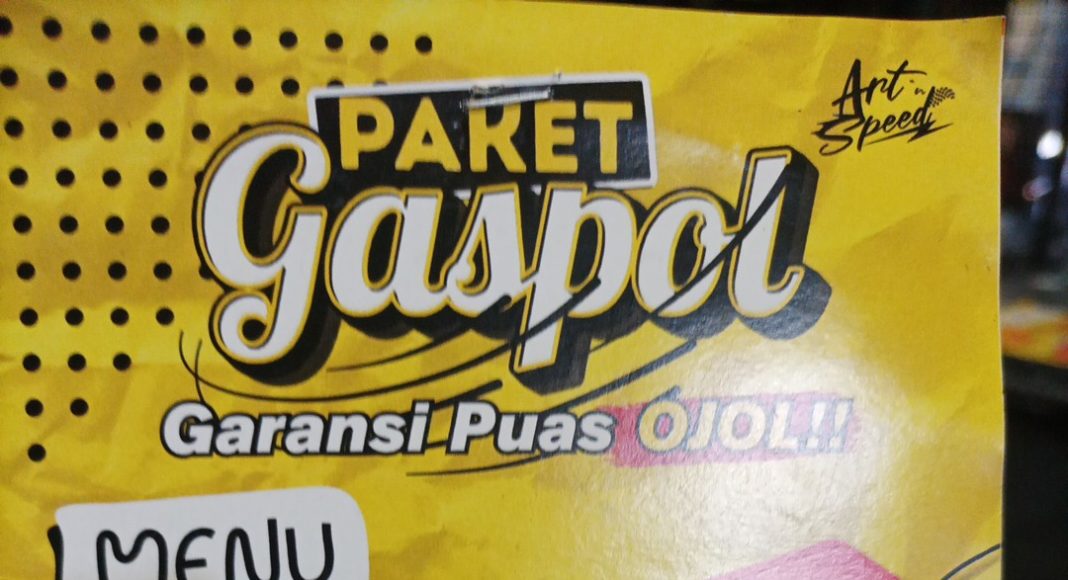 PAKET
Gaspol
Art 'n
Speed
Garansi Puas OJOL!!
MENU